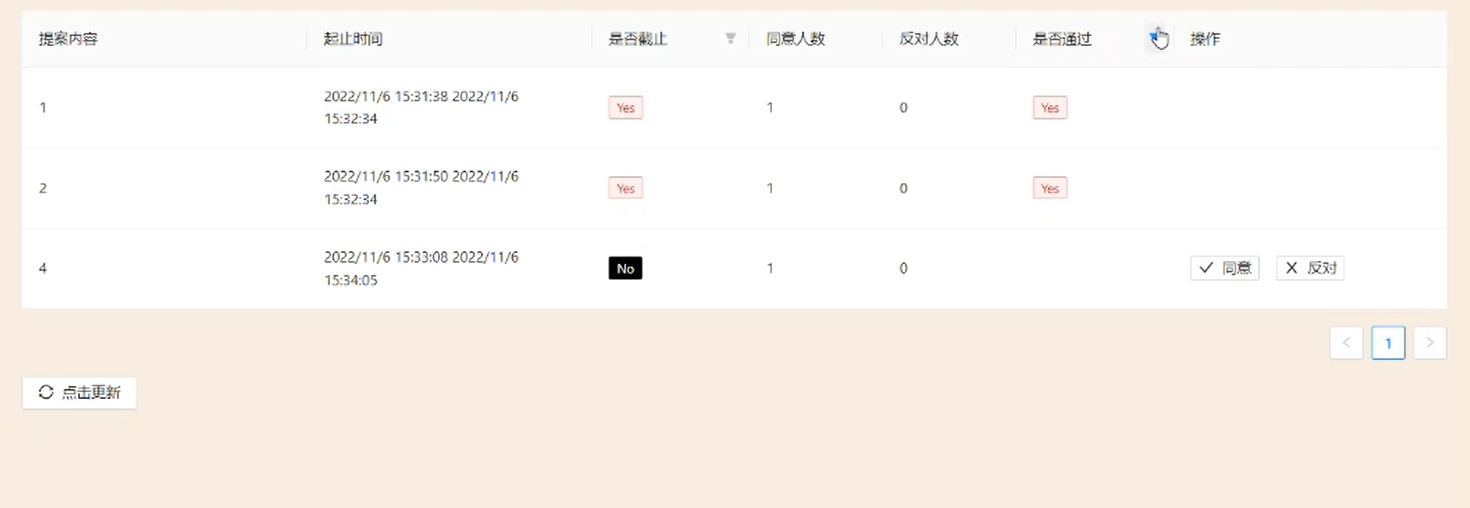 提案内容 起止时间 是否截止 同意人数 反对人数 是否通过 操作
1 2022/11/6 15:31:38 2022/11/6 Yes 1 0 Yes
15:32:34
2 2022/11/6 15:31:50 2022/11/6 Yes 1 0 Yes
15:32:34
4 2022/11/6 15:33:08 2022/11/6 No 1 0 同意 反对
15:34:05
< 1 >
点击更新